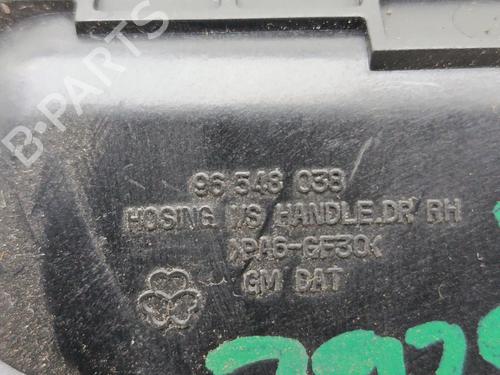 B-PARTS
96 548 038
HOSING I/S HANDLE.DR RH
>PA6-GF30<
GM DAT